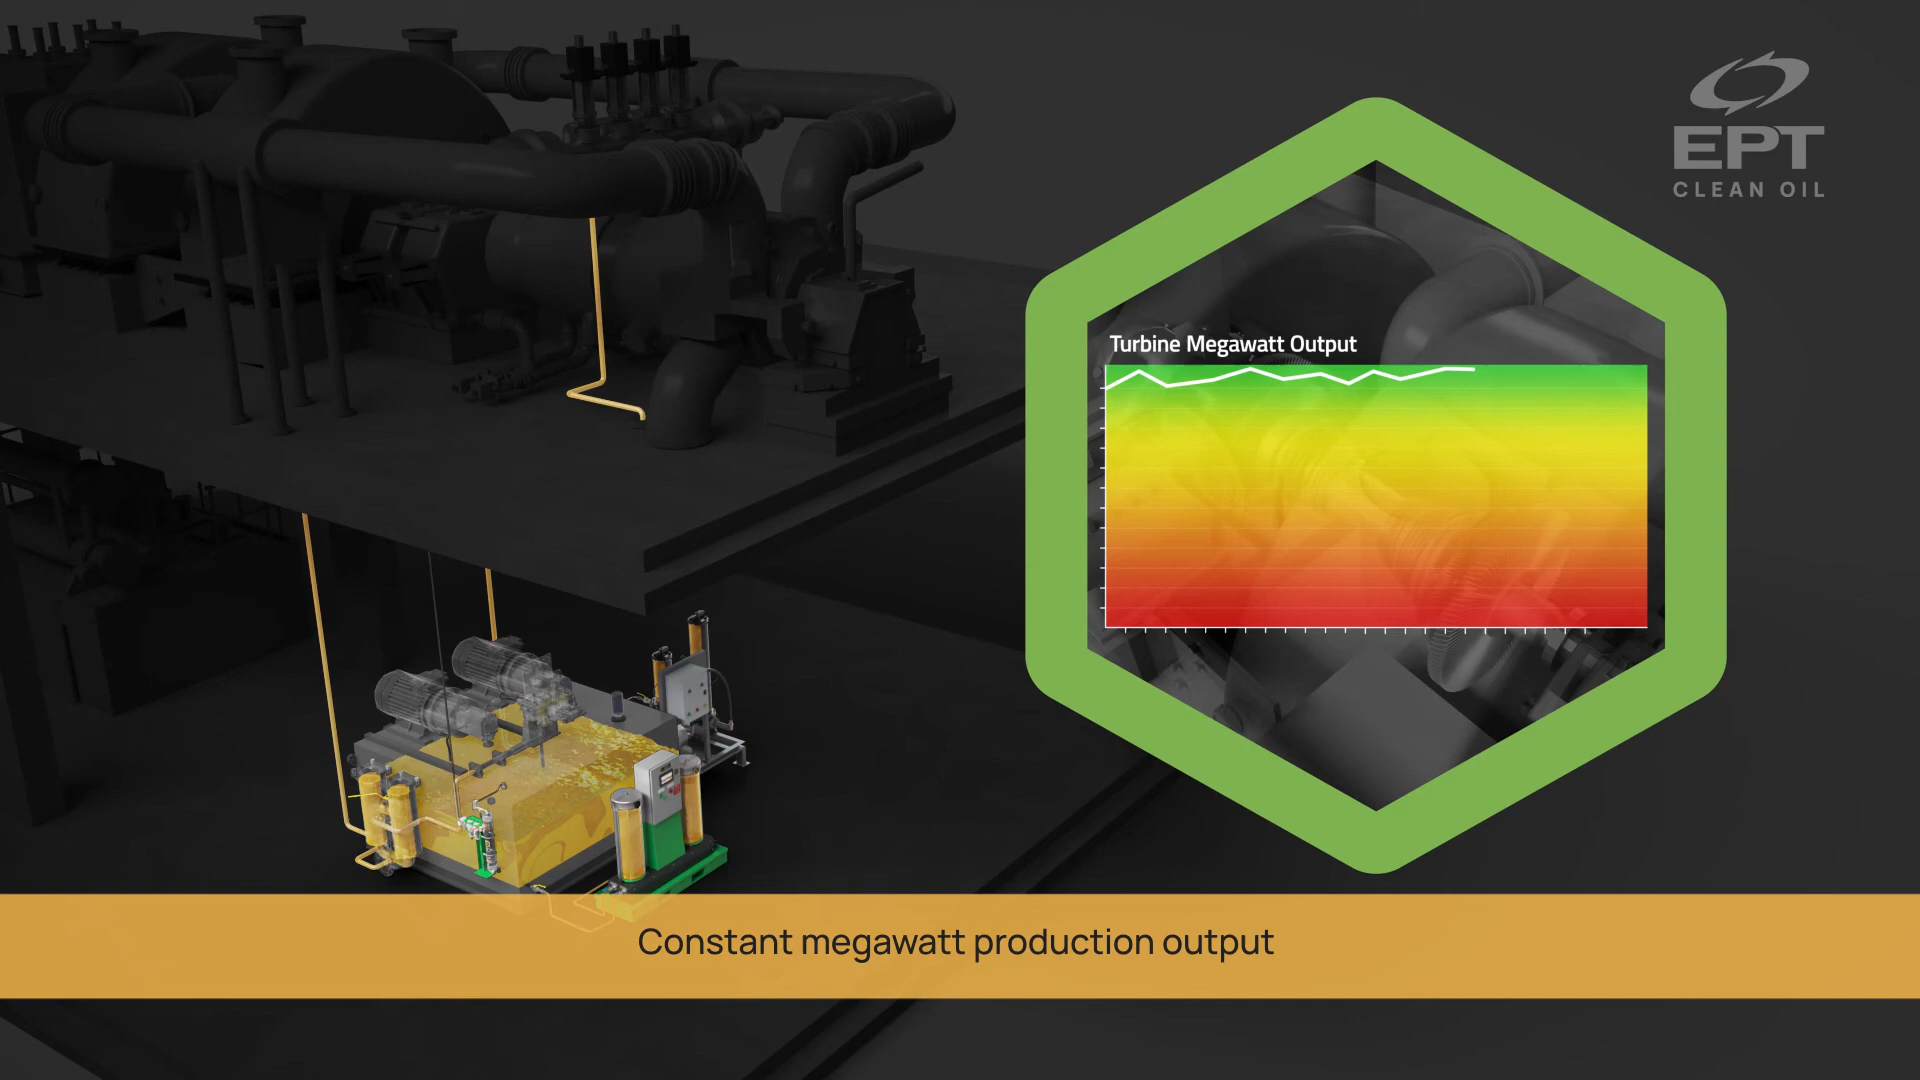 EPT
CLEAN OIL
Turbine Megawatt Output
Constant megawatt production output